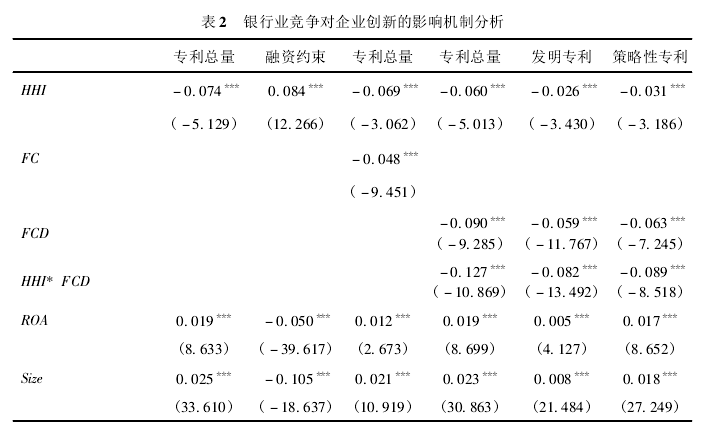 表 2 银行业竞争对企业创新的影响机制分析
专利总量 融资约束 专利总量 专利总量 发明专利 策略性专利
HHI -0.074*** 0.084*** -0.069*** -0.060*** -0.026*** -0.031***
(-5.129) (12.266) (-3.062) (-5.013) (-3.430) (-3.186)
FC -0.048***
(-9.451)
FCD -0.090*** -0.059*** -0.063***
(-9.285) (-11.767) (-7.245)
HHI* FCD -0.127*** -0.082*** -0.089***
(-10.869) (-13.492) (-8.518)
ROA 0.019*** -0.050*** 0.012*** 0.019*** 0.005*** 0.017***
(8.633) (-39.617) (2.673) (8.699) (4.127) (8.652)
Size 0.025*** -0.105*** 0.021*** 0.023*** 0.008*** 0.018***
(33.610) (-18.637) (10.919) (30.863) (21.484) (27.249)